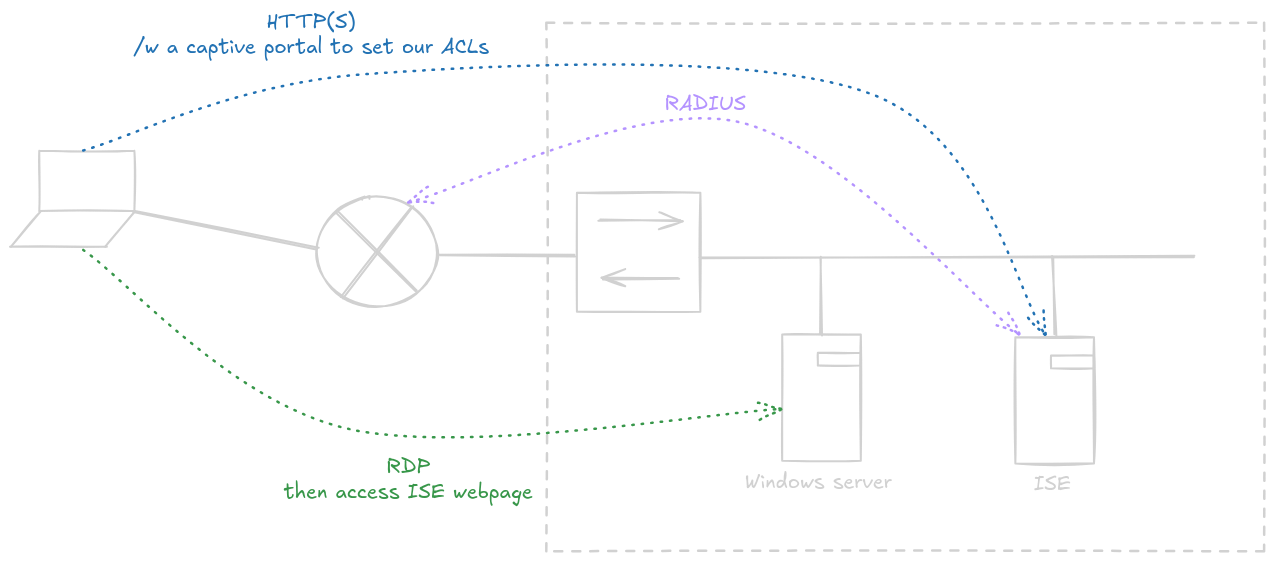 HTTP(S)
/w a captive portal to set our ACLs
RADIUS
RDP
then access ISE webpage
Windows server
ISE